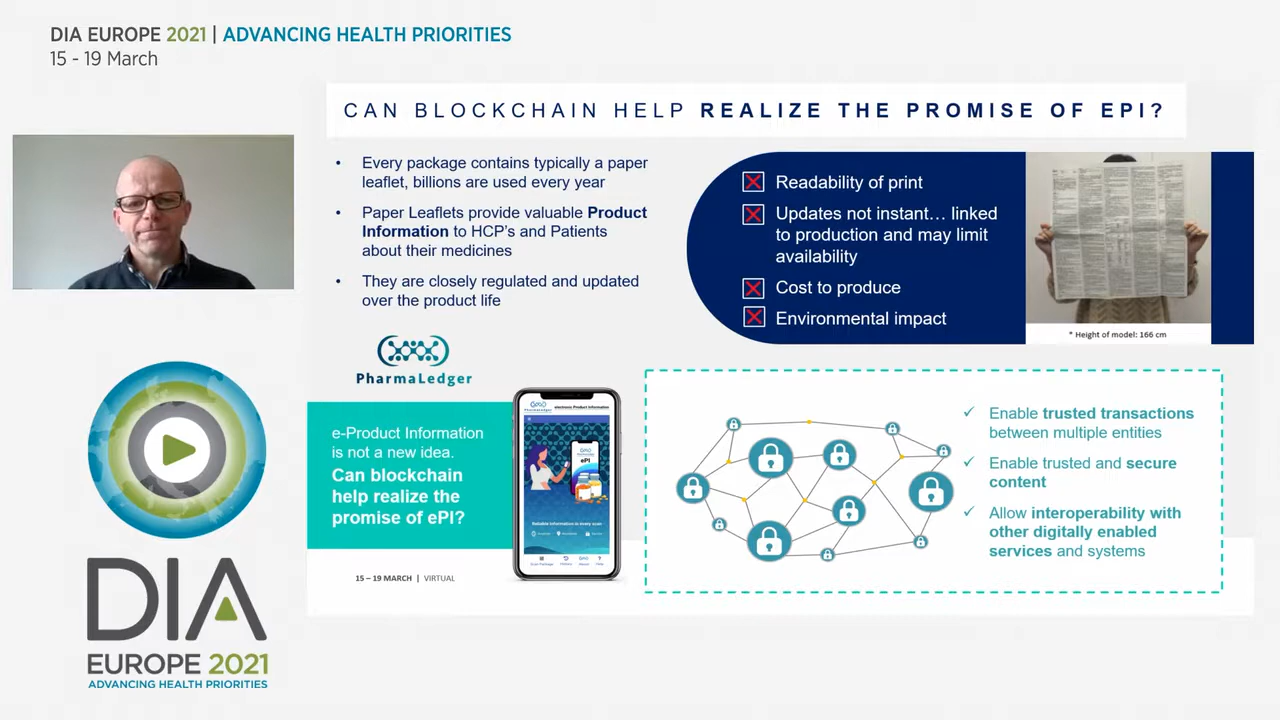 DIA EUROPE 2021 | ADVANCING HEALTH PRIORITIES
15 - 19 March
CAN BLOCKCHAIN HELP REALIZE THE PROMISE OF EPI?
• Every package contains typically a paper
leaflet, billions are used every year
• Paper Leaflets provide valuable Product
Information to HCP's and Patients
about their medicines
• They are closely regulated and updated
over the product life
Readability of print
Updates not instant… linked
to production and may limit
availability
Cost to produce
Environmental impact
* Height of model: 166 cm
PharmaLedger
e-Product Information
is not a new idea.
Can blockchain
help realize the
promise of ePI?
PharmaLedger
electronic Product Information
ePI
Reliable information in every scan
15 – 19 MARCH | VIRTUAL
✓ Enable trusted transactions
between multiple entities
✓ Enable trusted and secure
content
✓ Allow interoperability with
other digitally enabled
services and systems
DIA
EUROPE 2021
ADVANCING HEALTH PRIORITIES